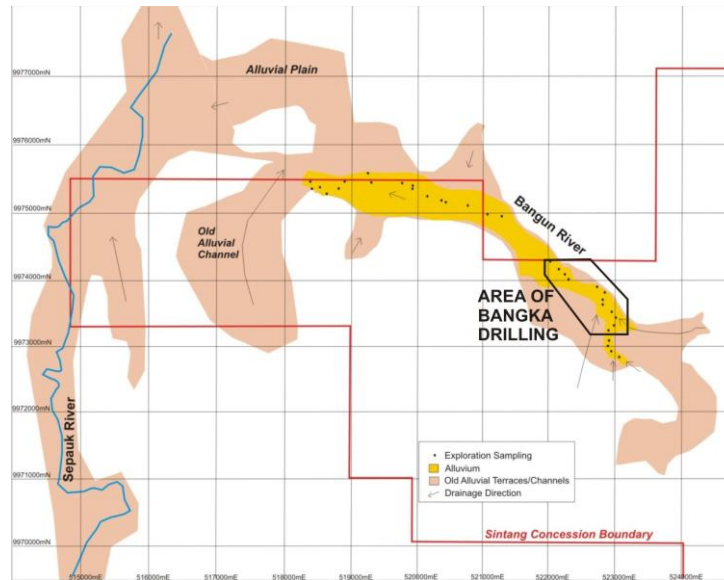 9977000mN
Alluvial Plain
9976000mN
9975000mN
Bangun River
Old
Alluvial
Channel
9974000mN
AREA OF
BANGKA
DRILLING
9973000mN
9972000mN
Sepauk River
Exploration Sampling
Alluvium
Old Alluvial Terraces/Channels
Drainage Direction
9971000mN
Sintang Concession Boundary
9970000mN
515000mE
516000mE
517000mE
518000mE
519000mE
520000mE
521000mE
522000mE
523000mE
524000mE